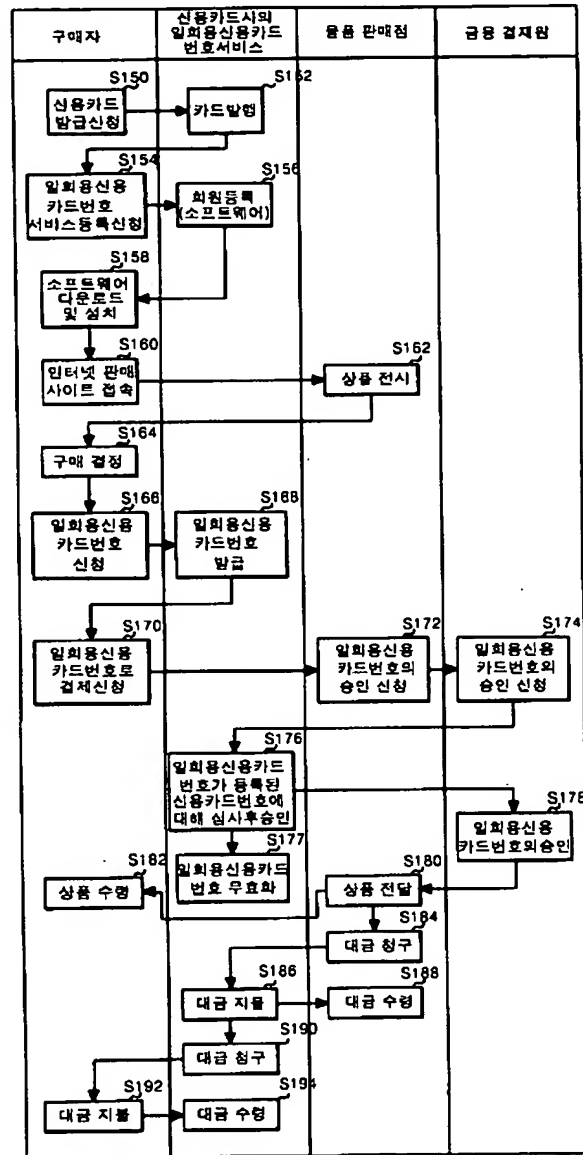 구매자
신용카드사의
일회용신용카드
번호서비스
물품 판매점
금융 결제원
S150
신용카드
발급신청
S152
카드발행
S154
일회용신용
카드번호
서비스등록신청
S156
회원등록
(소프트웨어)
S158
소프트웨어
다운로드
및 설치
S160
인터넷 판매
사이트 접속
S162
상품 전시
S164
구매 결정
S166
일회용신용
카드번호
신청
S168
일회용신용
카드번호
발급
S170
일회용신용
카드번호로
결제신청
S172
일회용신용
카드번호의
승인 신청
S174
일회용신용
카드번호의
승인 신청
S176
일회용신용카드
번호가 등록된
신용카드번호에
대해 심사후승인
S177
일회용신용카드
번호 무효화
S178
일회용신용
카드번호의승인
S180
상품 전달
S182
상품 수령
S184
대금 청구
S186
대금 지불
S188
대금 수령
S190
대금 청구
S192
대금 지불
S194
대금 수령